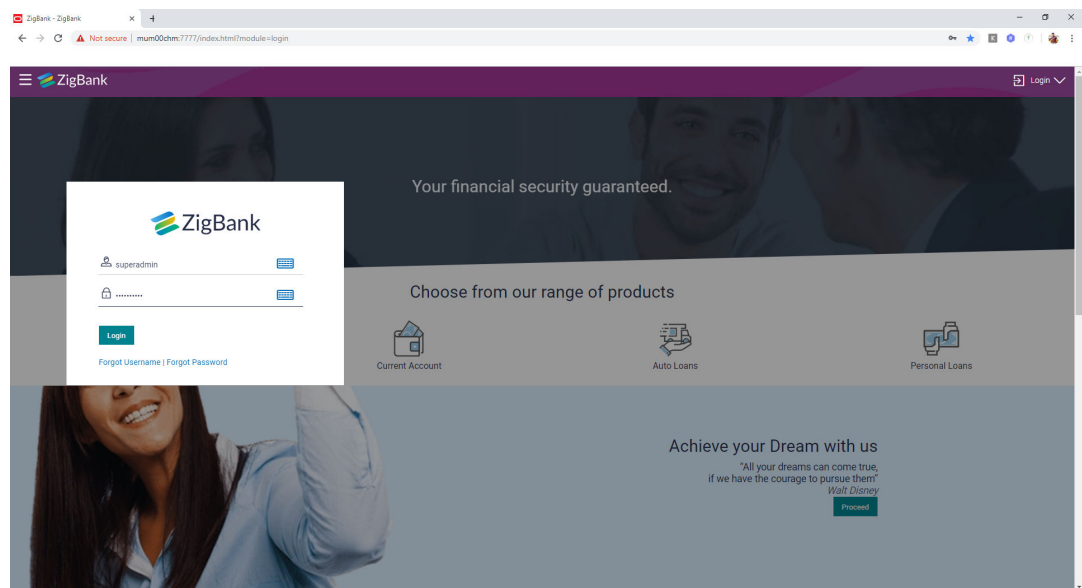 ZigBank - ZigBank
Not secure | mum00chm:7777/index.html?module=login
ZigBank
Login
Your financial security guaranteed.
ZigBank
superadmin
..........
Login
Forgot Username | Forgot Password
Choose from our range of products
Current Account
Auto Loans
Personal Loans
Achieve your Dream with us
"All your dreams can come true,
if we have the courage to pursue them"
Walt Disney
Proceed